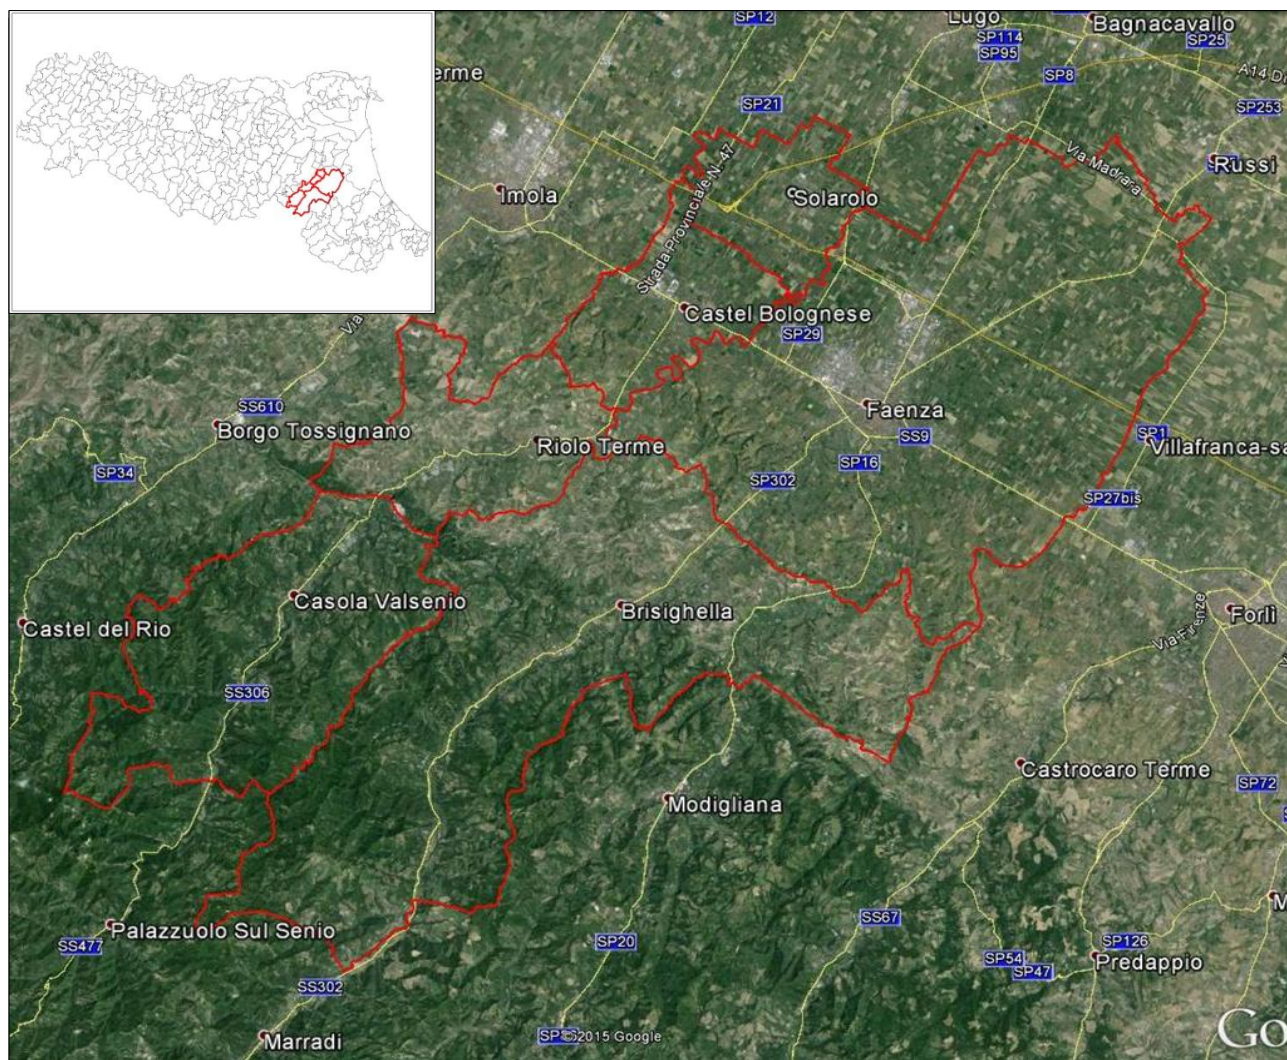 SP12
Lugo
Bagnacavallo
SP114
SP25
SP95
SP8
A14 D
erme
SP21
SP253
Via Madrara
Russi
Imola
Strada Provinciale N. 47
Solarolo
Via
Castel Bolognese
SP29
SS610
Borgo Tossignano
Faenza
SS9
SP1
Riolo Terme
Villafranca-sa
SP34
SP302
SP16
SP27bis
Casola Valsenio
Brisighella
Via Firenze
Forlì
Castel del Rio
SS306
Castrocaro Terme
SP72
Modigliana
SS67
M
Palazzuolo Sul Senio
SS477
SP20
SP126
SP54
SP47
Predappio
SS302
Marradi
©2015 Google
Go